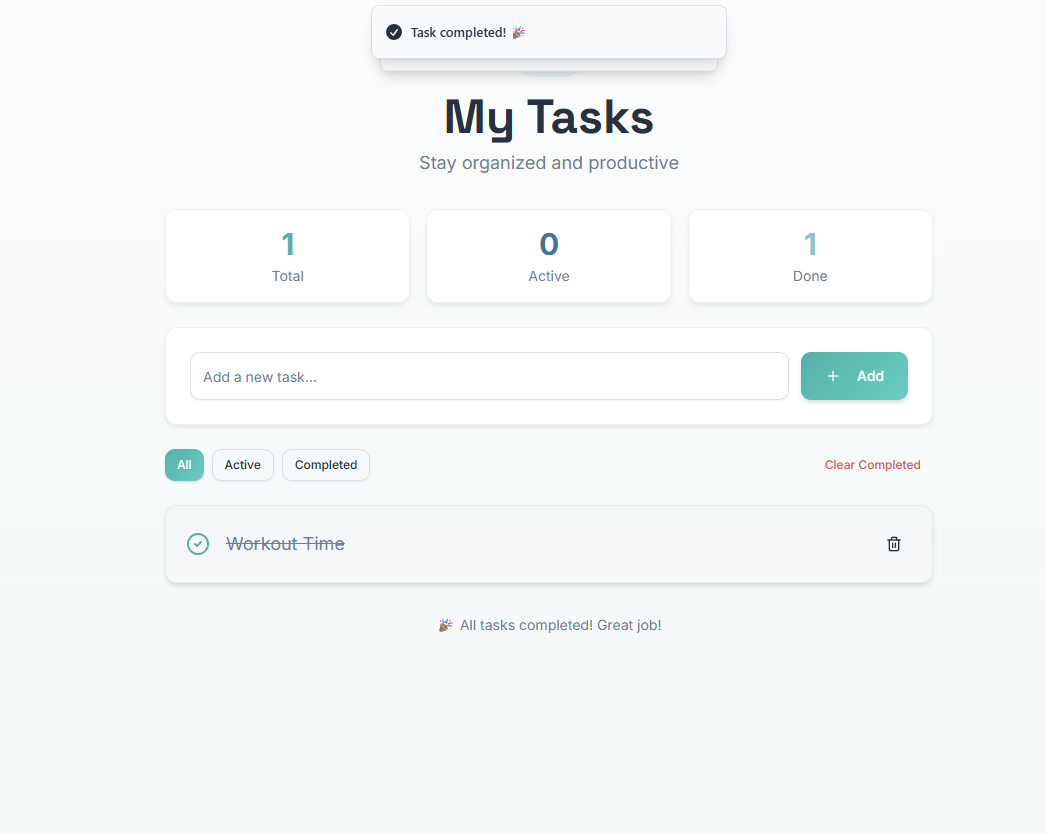 Task completed! 🎉
My Tasks
Stay organized and productive
1
Total
0
Active
1
Done
Add a new task...
+ Add
All
Active
Completed
Clear Completed
Workout Time
🎉 All tasks completed! Great job!